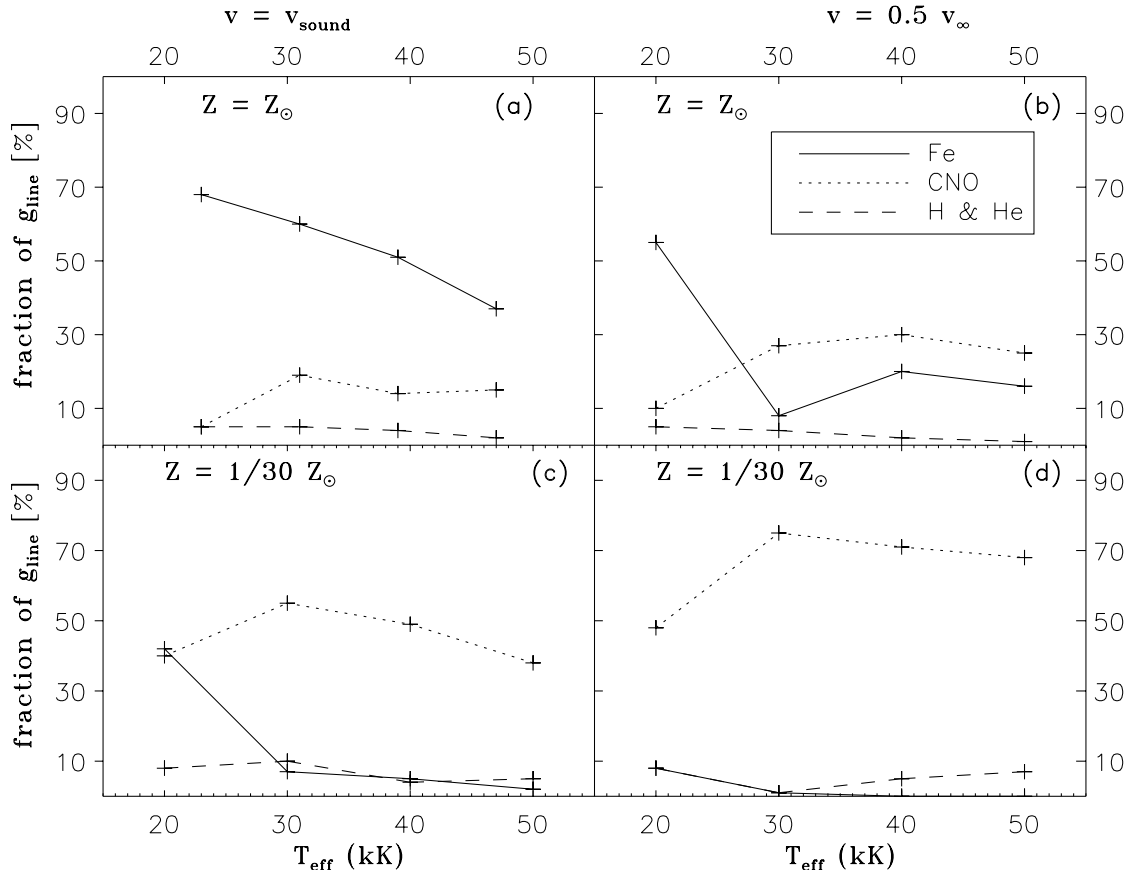 v = v_sound v = 0.5 v_∞
20 30 40 50 20 30 40 50
Z = Z_⊙ (a) Z = Z_⊙ (b)
Fe
CNO
H & He
90 90
70 70
50 50
30 30
10 10
fraction of g_line [%]
Z = 1/30 Z_⊙ (c) Z = 1/30 Z_⊙ (d)
90 90
70 70
50 50
30 30
10 10
fraction of g_line [%]
20 30 40 50 20 30 40 50
T_eff (kK) T_eff (kK)